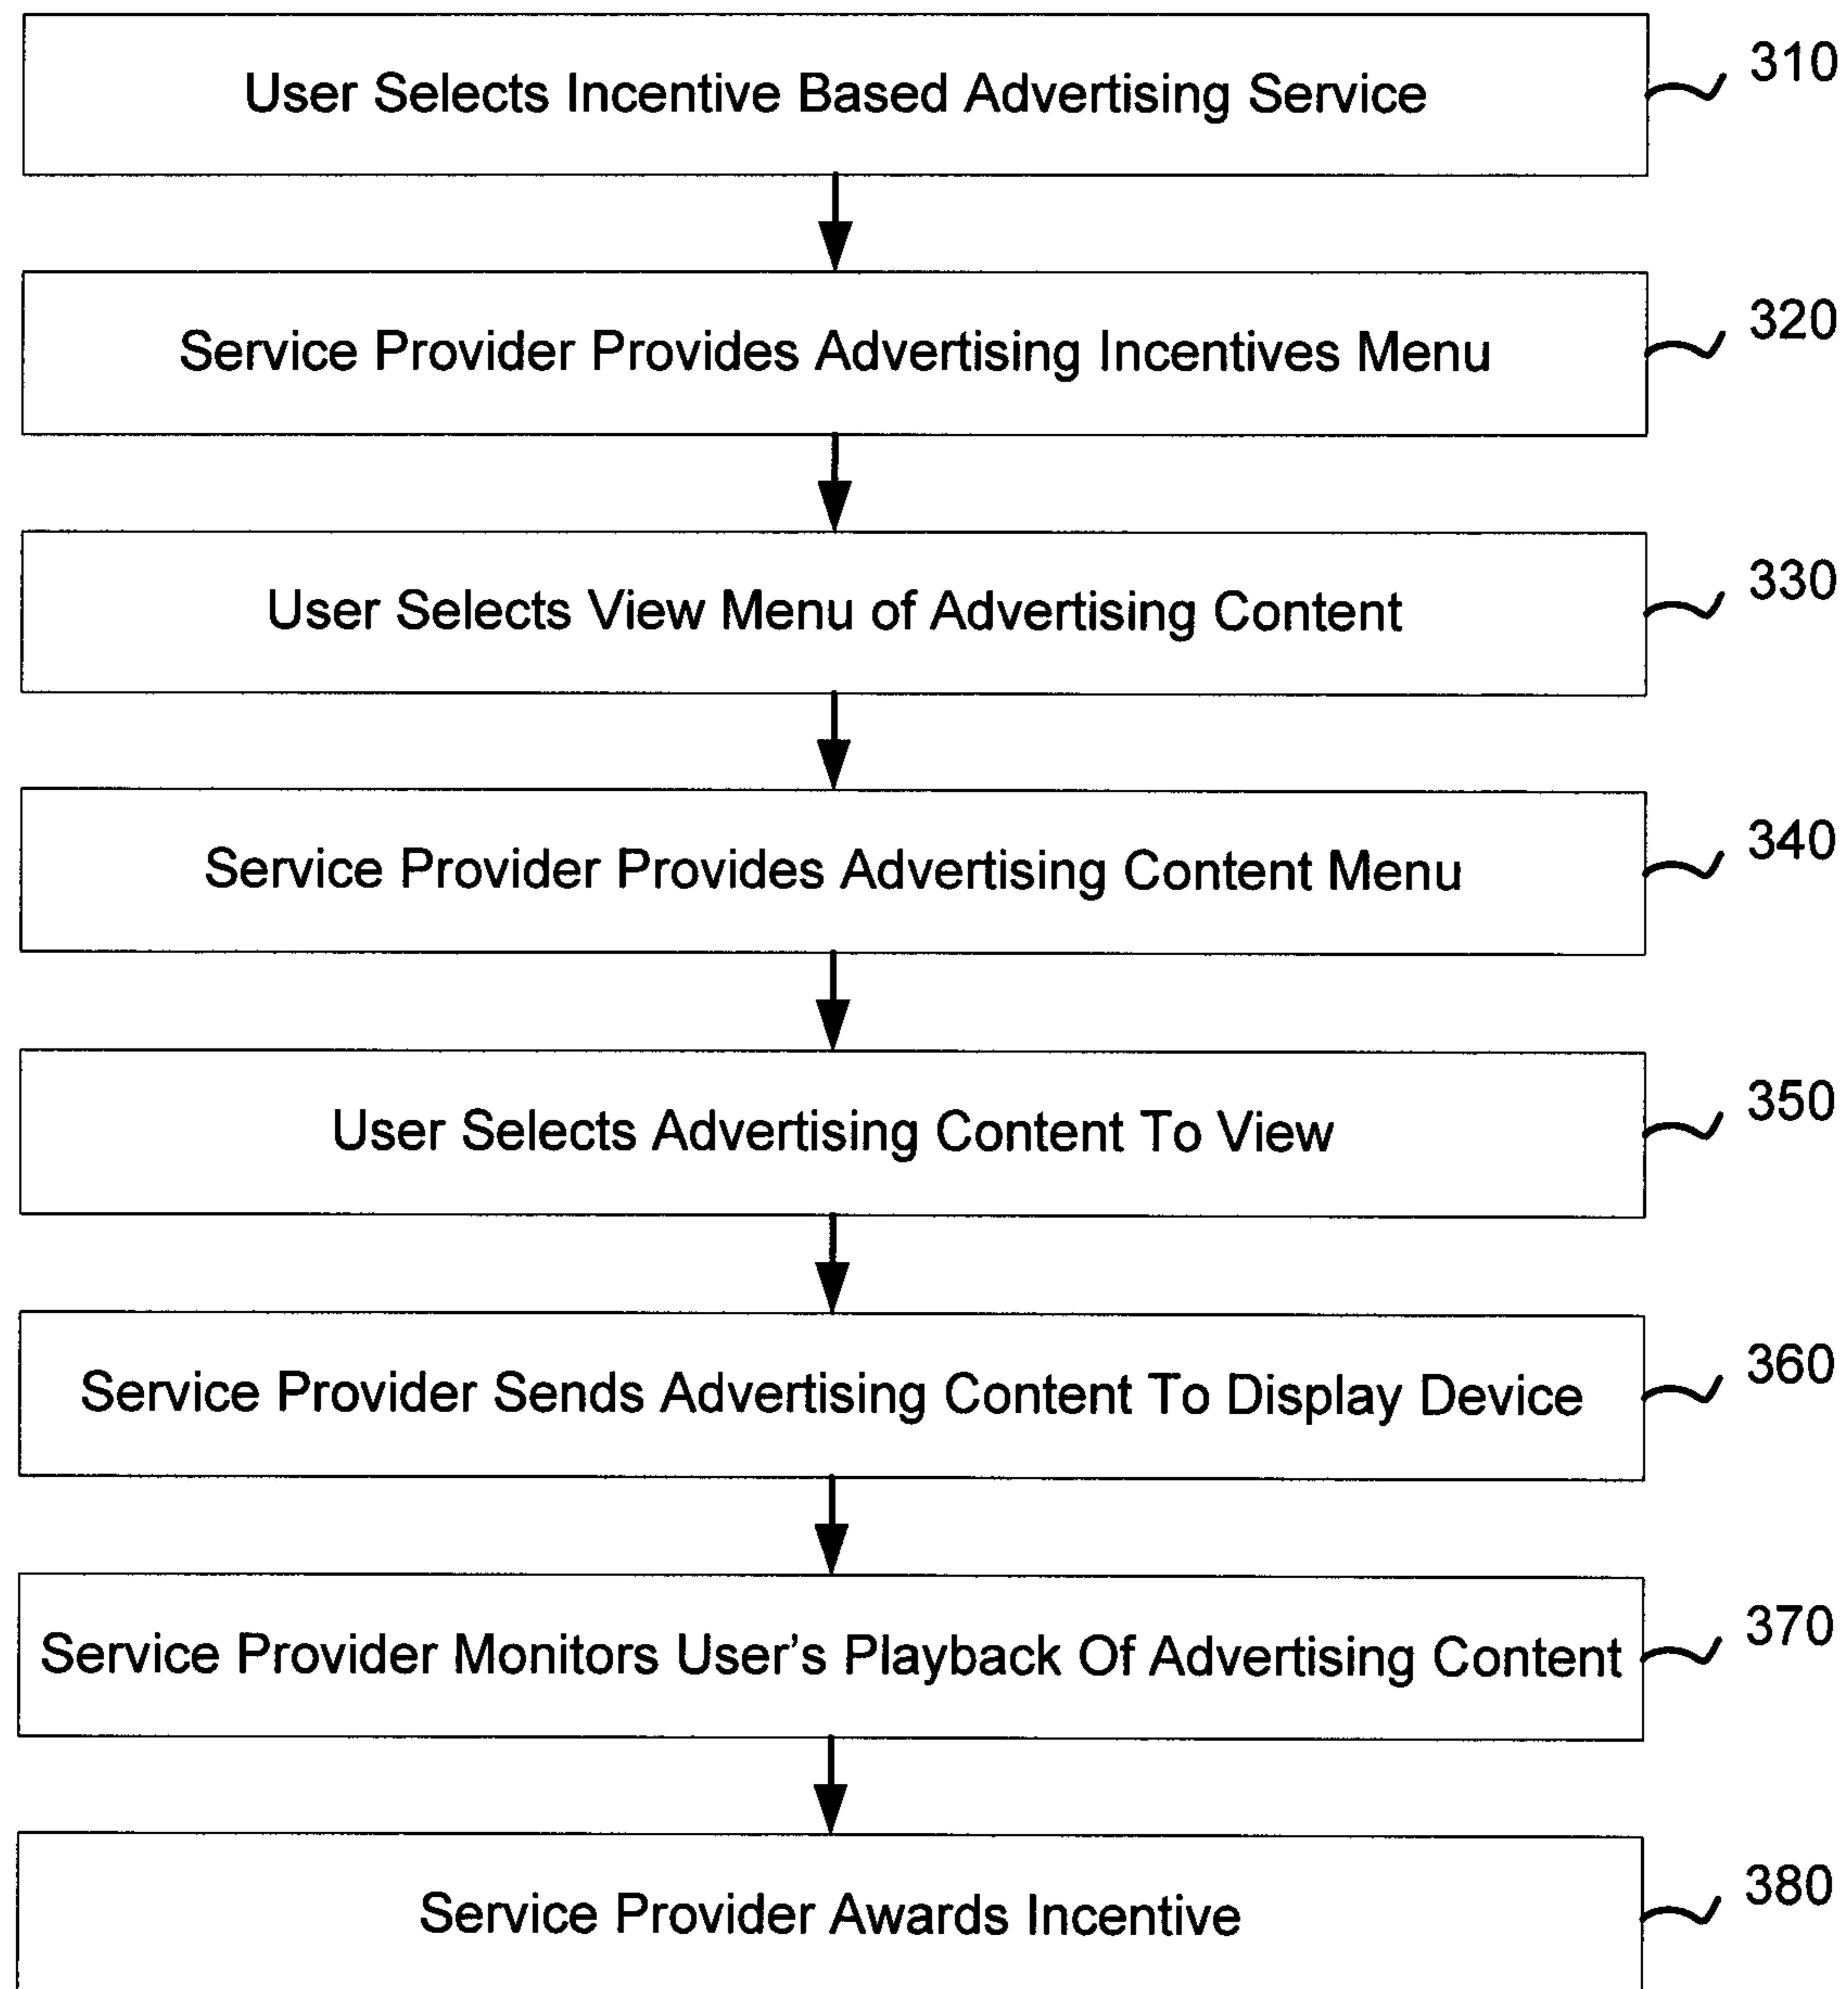 User Selects Incentive Based Advertising Service
310
Service Provider Provides Advertising Incentives Menu
320
User Selects View Menu of Advertising Content
330
Service Provider Provides Advertising Content Menu
340
User Selects Advertising Content To View
350
Service Provider Sends Advertising Content To Display Device
360
Service Provider Monitors User's Playback Of Advertising Content
370
Service Provider Awards Incentive
380